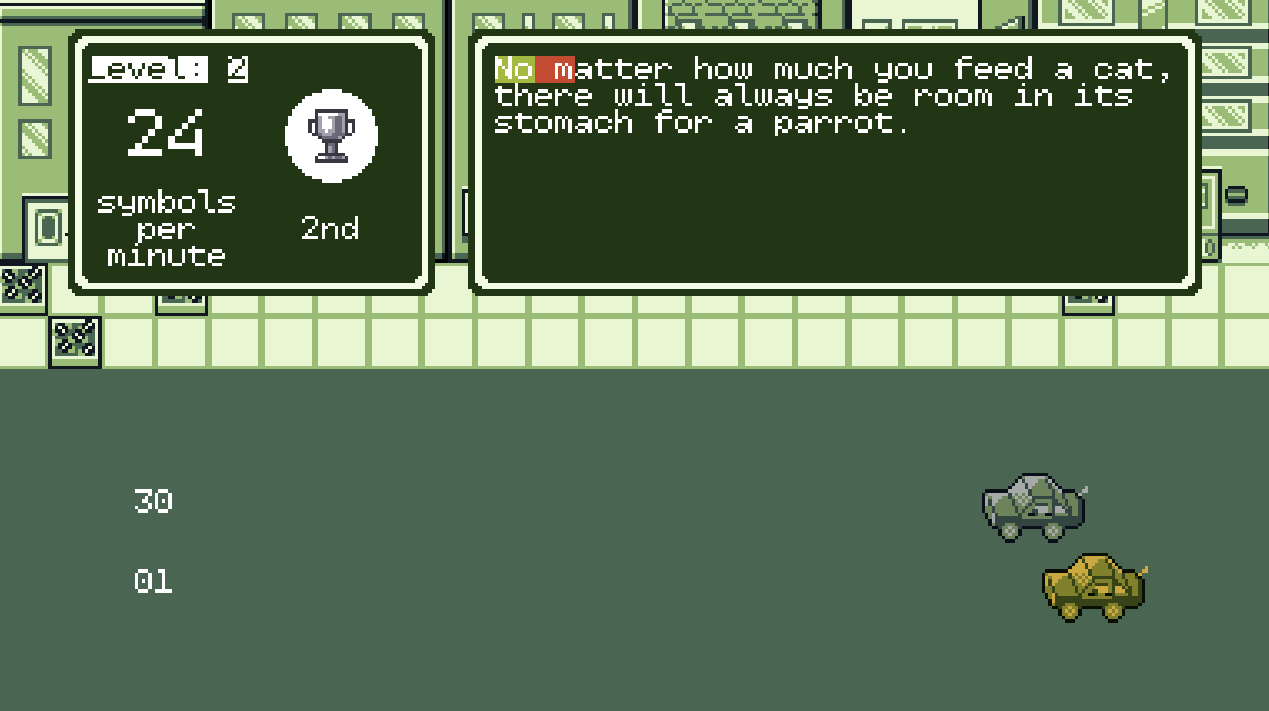 Level: 2
24
symbols
per
minute
2nd
No matter how much you feed a cat,
there will always be room in its
stomach for a parrot.
30
01